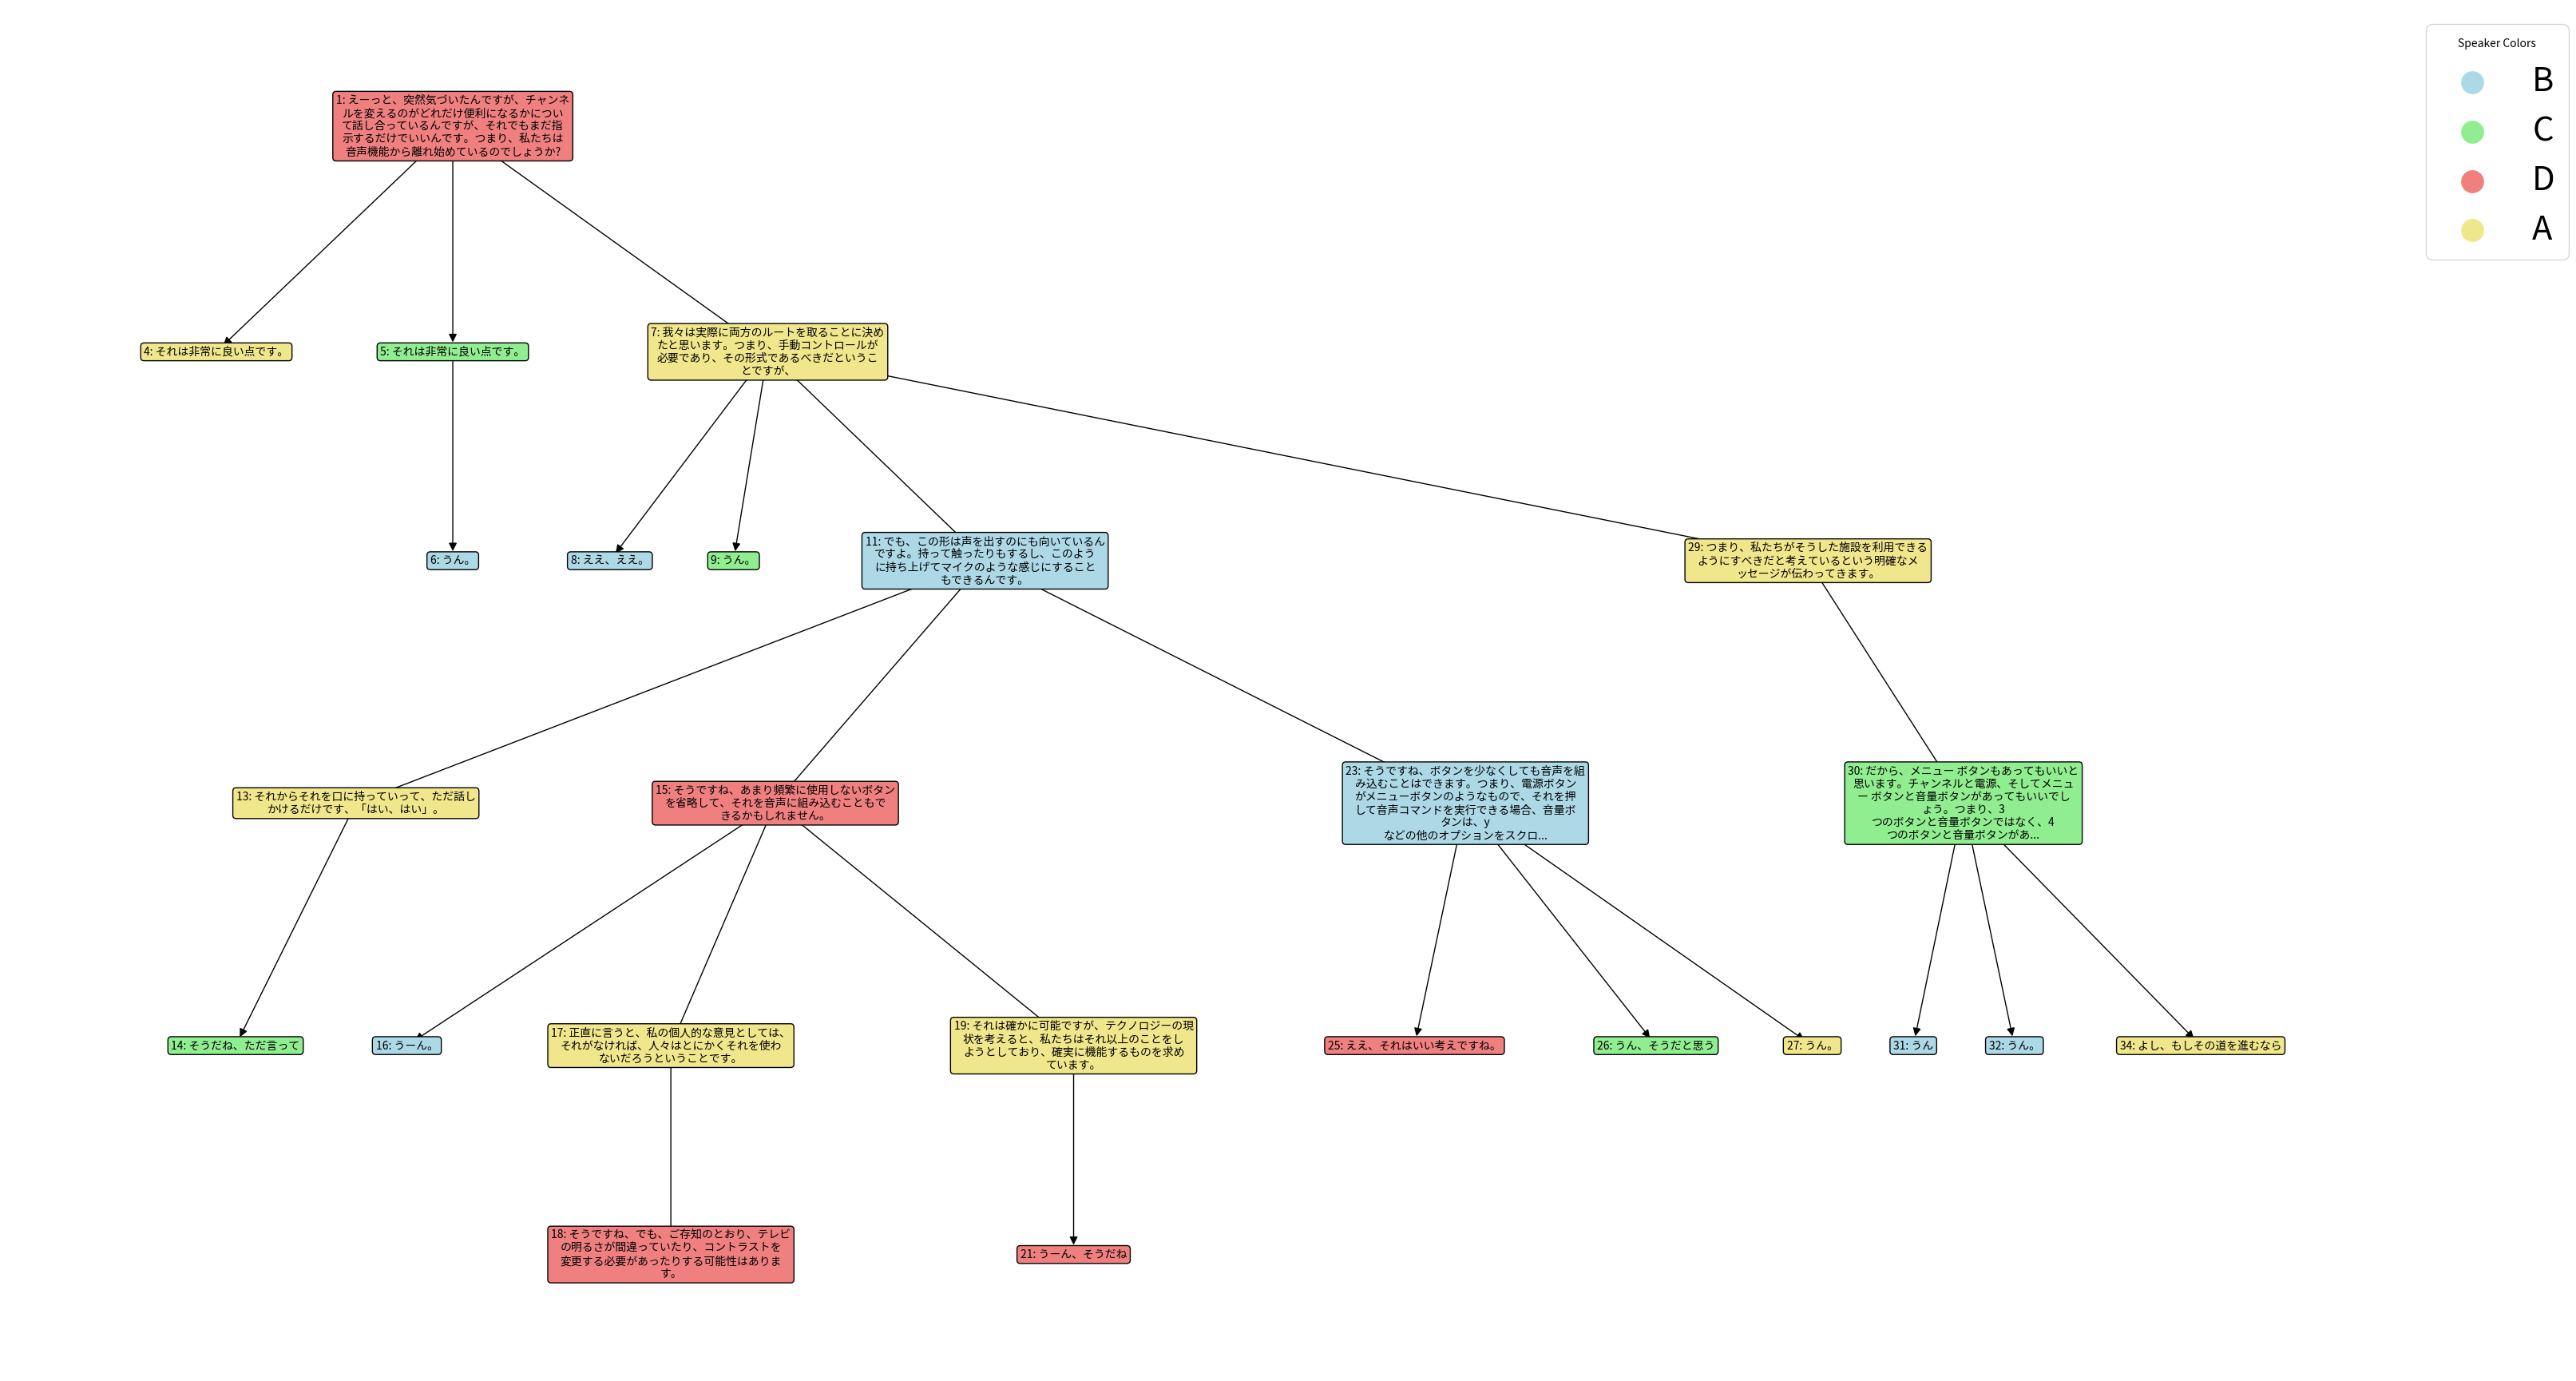 Speaker Colors
B
C
D
A
1: えーっと、突然気づいたんですが、チャンネ
ルを変えるのがどれだけ便利になるかについ
て話し合っているんですが、それでもまだ指
示するだけでいいんです。つまり、私たちは
音声機能から離れ始めているのでしょうか?
4: それは非常に良い点です。
5: それは非常に良い点です。
7: 我々は実際に両方のルートを取ることに決め
たと思います。つまり、手動コントロールが
必要であり、その形式であるべきだというこ
とですが、
6: うん。
8: ええ、ええ。
9: うん。
11: でも、この形は声を出すのにも向いているん
ですよ。持って触ったりもするし、このよう
に持ち上げてマイクのような感じにすること
もできるんです。
29: つまり、私たちがそうした施設を利用できる
ようにすべきだと考えているという明確なメ
ッセージが伝わってきます。
13: それからそれを口に持っていって、ただ話し
かけるだけです、「はい、はい」。
15: そうですね、あまり頻繁に使用しないボタン
を省略して、それを音声に組み込むこともで
きるかもしれません。
23: そうですね、ボタンを少なくしても音声を組
み込むことはできます。つまり、電源ボタン
がメニューボタンのようなもので、それを押
して音声コマンドを実行できる場合、音量ボ
タンは、y
などの他のオプションをスクロ...
30: だから、メニュー ボタンもあってもいいと
思います。チャンネルと電源、そしてメニュ
ー ボタンと音量ボタンがあってもいいでし
ょう。つまり、3
つのボタンと音量ボタンではなく、4
つのボタンと音量ボタンがあ...
14: そうだね、ただ言って
16: うーん。
17: 正直に言うと、私の個人的な意見としては、
それがなければ、人々はとにかくそれを使わ
ないだろうということです。
19: それは確かに可能ですが、テクノロジーの現
状を考えると、私たちはそれ以上のことをし
ようとしており、確実に機能するものを求め
ています。
25: ええ、それはいい考えですね。
26: うん、そうだと思う
27: うん。
31: うん
32: うん。
34: よし、もしその道を進むなら
18: そうですね、でも、ご存知のとおり、テレビ
の明るさが間違っていたり、コントラストを
変更する必要があったりする可能性はありま
す。
21: うーん、そうだね